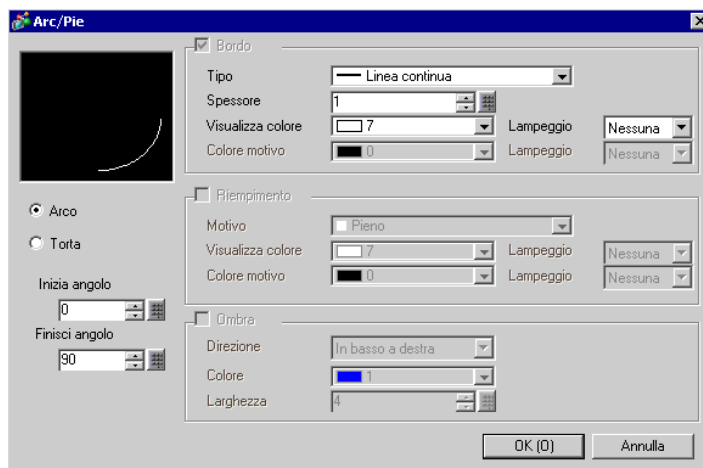 Arc/Pie
Bordo
Tipo Linea continua
Spessore 1
Visualizza colore 7 Lampeggio Nessuna
Colore motivo 0 Lampeggio Nessuna
Arco
Torta
Inizia angolo
0
Finisci angolo
90
Riempimento
Motivo Pieno
Visualizza colore 7 Lampeggio Nessuna
Colore motivo 0 Lampeggio Nessuna
Ombra
Direzione In basso a destra
Colore 1
Larghezza 4
OK (O) Annulla